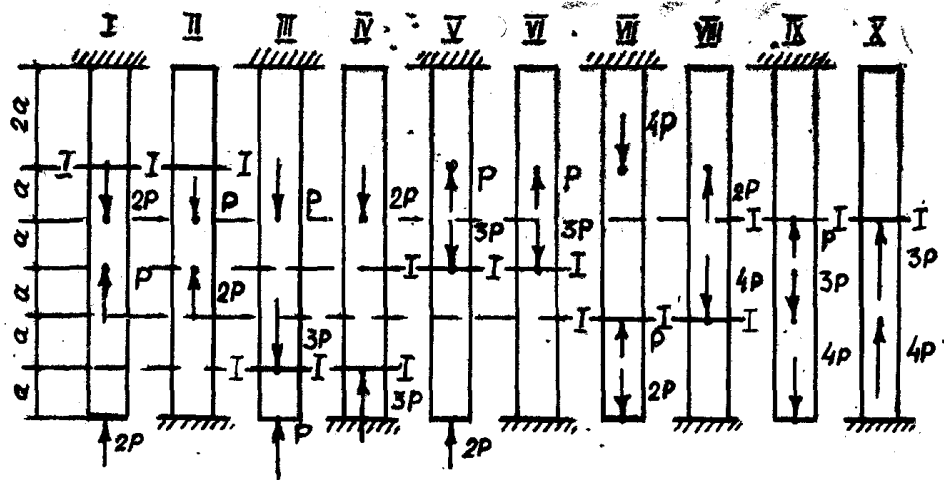 I II III IV V VI VII VIII IX X
2a
4P
I I I
P 2P
a
2P P P 2P
I I I
a
3P 3P P 3P
I I I
a
P 2P 4P 3P
a
I I I
3P P
I I I
a
3P 2P 4P 4P
2P P 2P